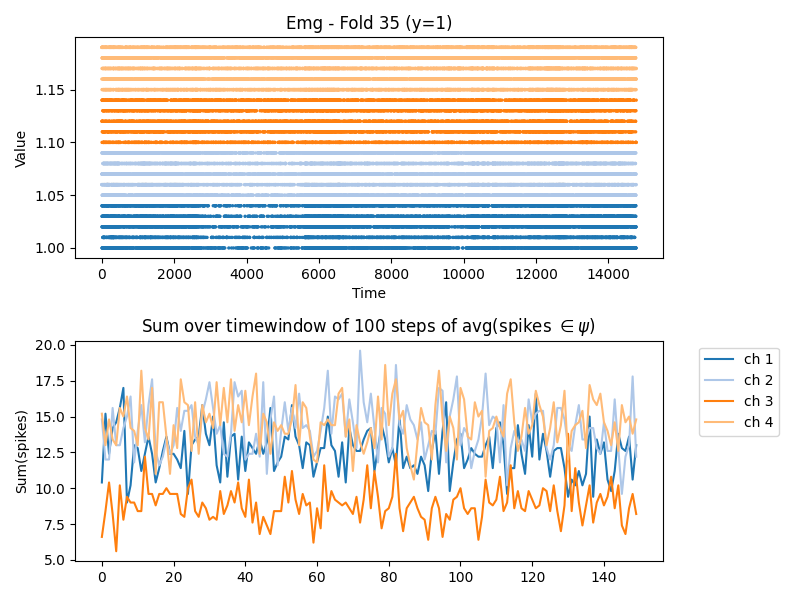 Emg - Fold 35 (y=1)
Value
1.15
1.10
1.05
1.00
0 2000 4000 6000 8000 10000 12000 14000
Time
Sum over timewindow of 100 steps of avg(spikes ∈ ψ)
Sum(spikes)
20.0
17.5
15.0
12.5
10.0
7.5
5.0
0 20 40 60 80 100 120 140
ch 1
ch 2
ch 3
ch 4